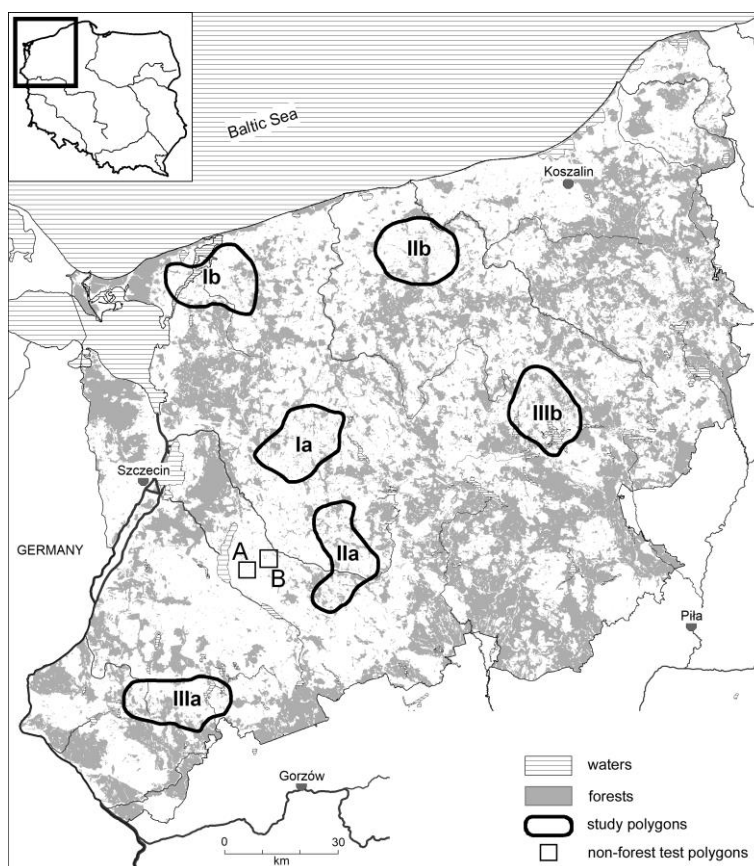 Baltic Sea
Koszalin
Ib
IIb
IIIb
Ia
Szczecin
IIa
GERMANY
A
B
Piła
IIIa
Gorzów
0 30
km
waters
forests
study polygons
non-forest test polygons